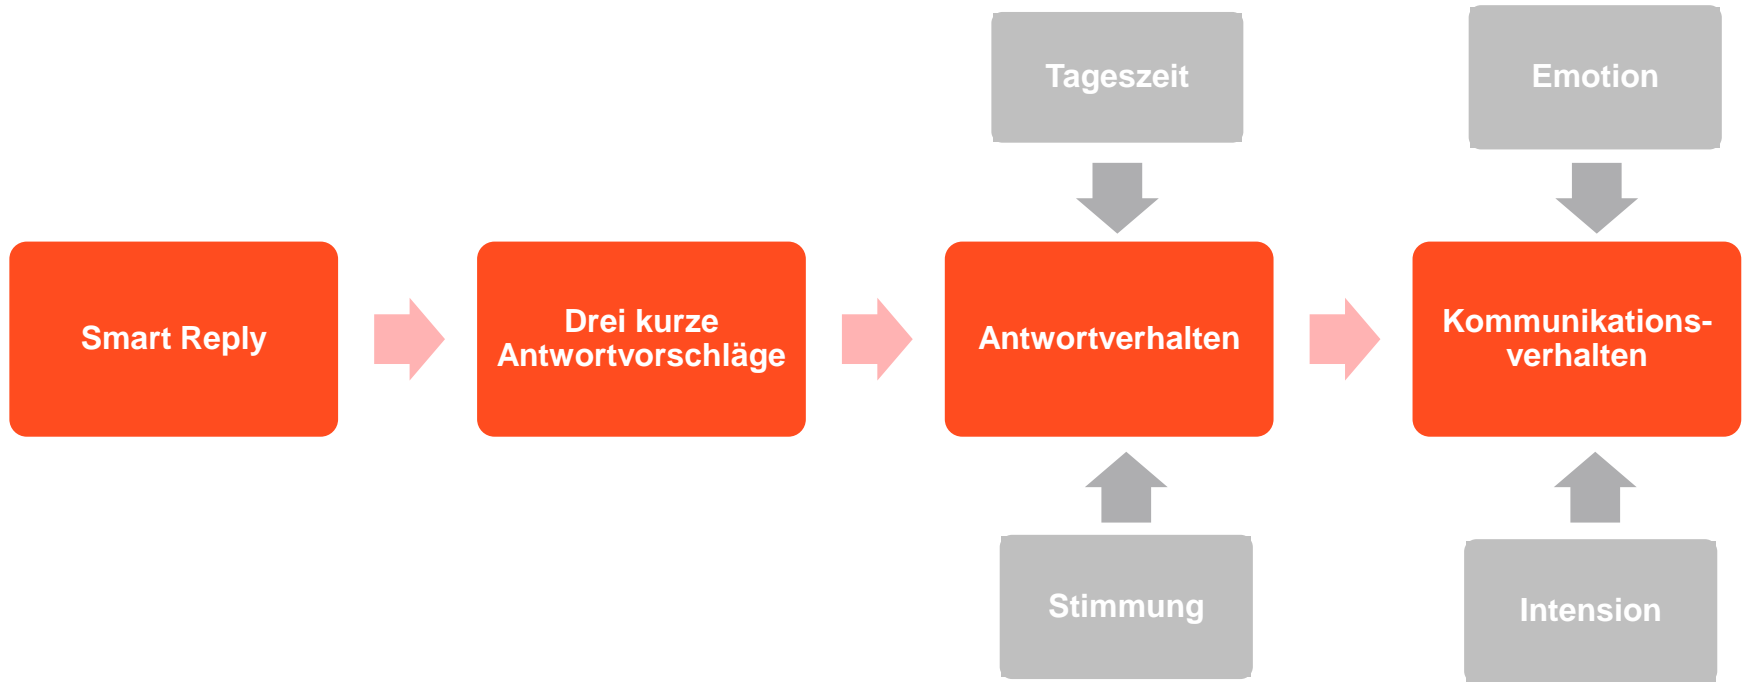 Tageszeit
Emotion
Smart Reply
Drei kurze
Antwortvorschläge
Antwortverhalten
Kommunikations-
verhalten
Stimmung
Intension